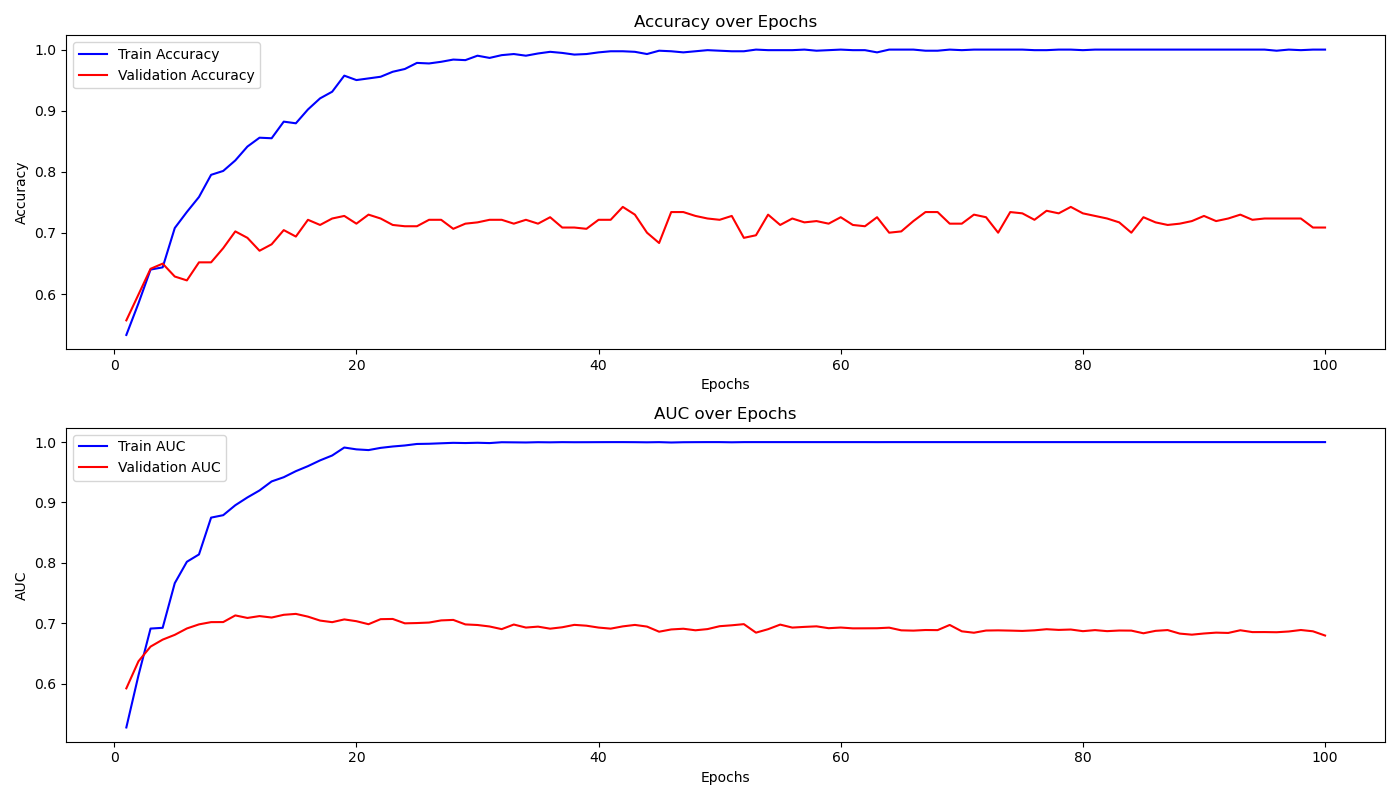 Accuracy over Epochs
1.0
Train Accuracy
Validation Accuracy
0.9
0.8
Accuracy
0.7
0.6
0 20 40 60 80 100
Epochs
AUC over Epochs
1.0
Train AUC
Validation AUC
0.9
0.8
AUC
0.7
0.6
0 20 40 60 80 100
Epochs